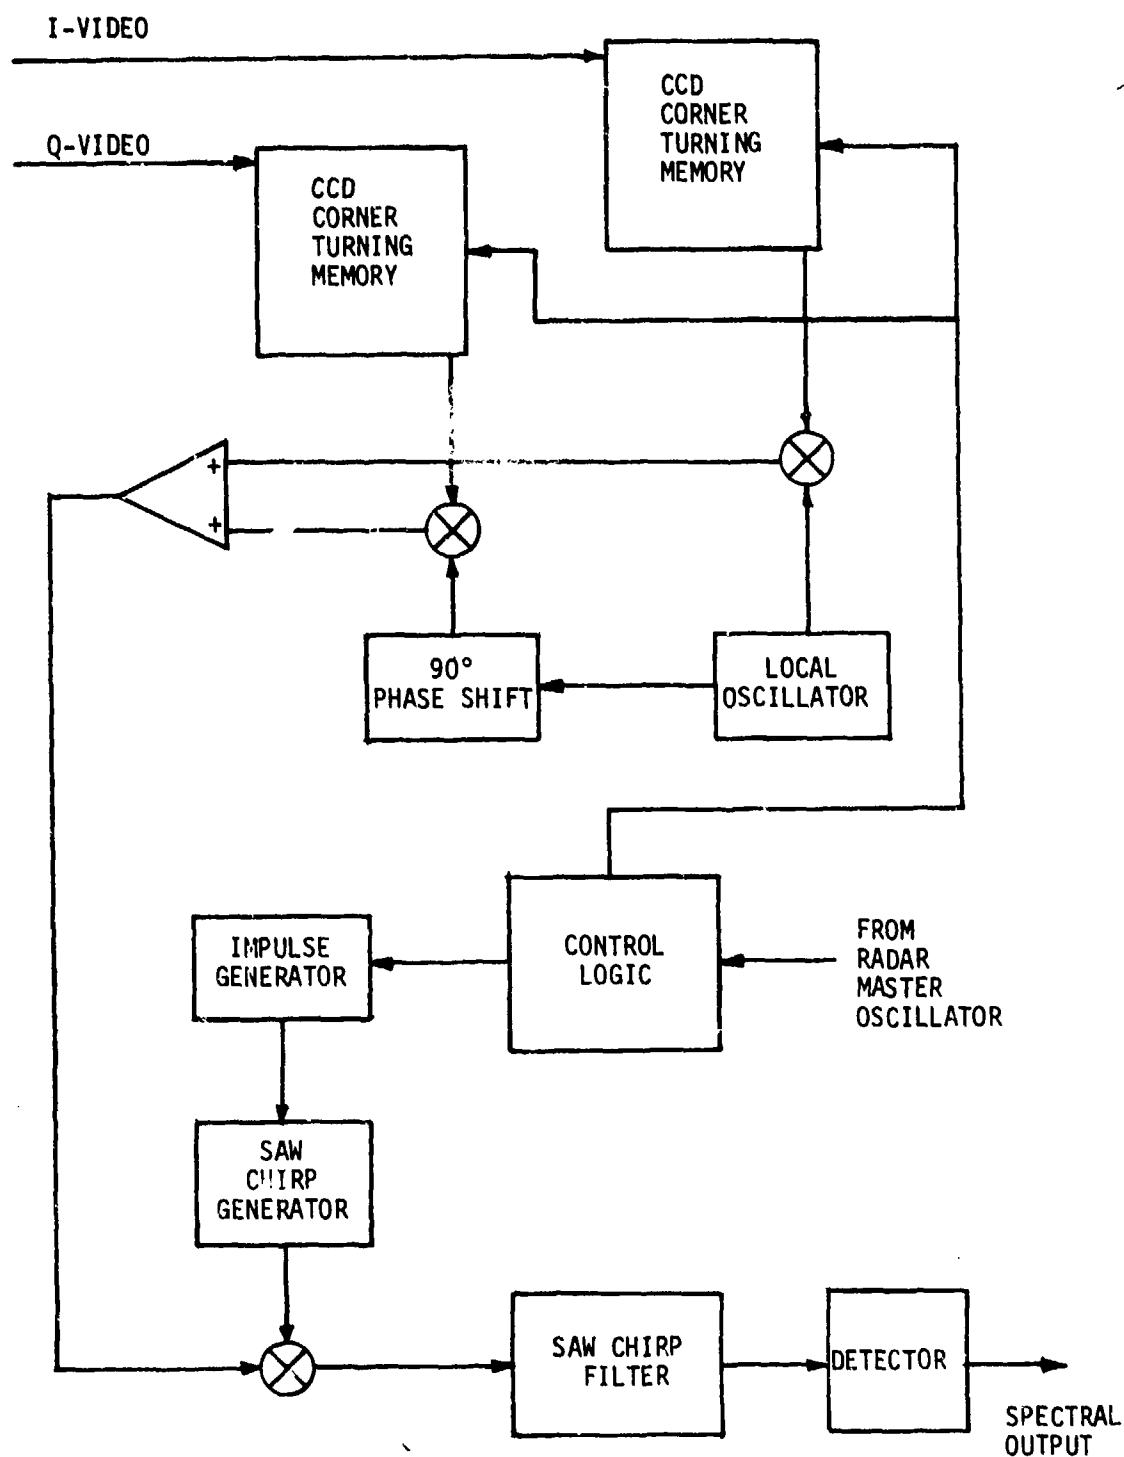 I-VIDEO
Q-VIDEO
CCD
CORNER
TURNING
MEMORY
CCD
CORNER
TURNING
MEMORY
+
+
90°
PHASE SHIFT
LOCAL
OSCILLATOR
IMPULSE
GENERATOR
CONTROL
LOGIC
FROM
RADAR
MASTER
OSCILLATOR
SAW
CHIRP
GENERATOR
SAW CHIRP
FILTER
DETECTOR
SPECTRAL
OUTPUT